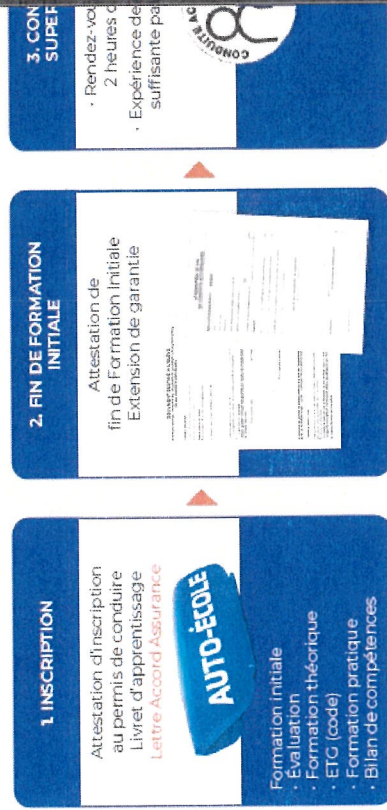 1. INSCRIPTION
Attestation d'inscription
au permis de conduire
Livret d'apprentissage
Lettre Accord Assurance
AUTO-ÉCOLE
Formation initiale
· Évaluation
· Formation théorique
· ETG (code)
· Formation pratique
· Bilan de compétences
2. FIN DE FORMATION
INITIALE
Attestation de
fin de Formation Initiale
Extension de garantie
3. CON
SUPER
· Rendez-vou
2 heures
· Expérience de
suffisante pa
CONDUITE AC